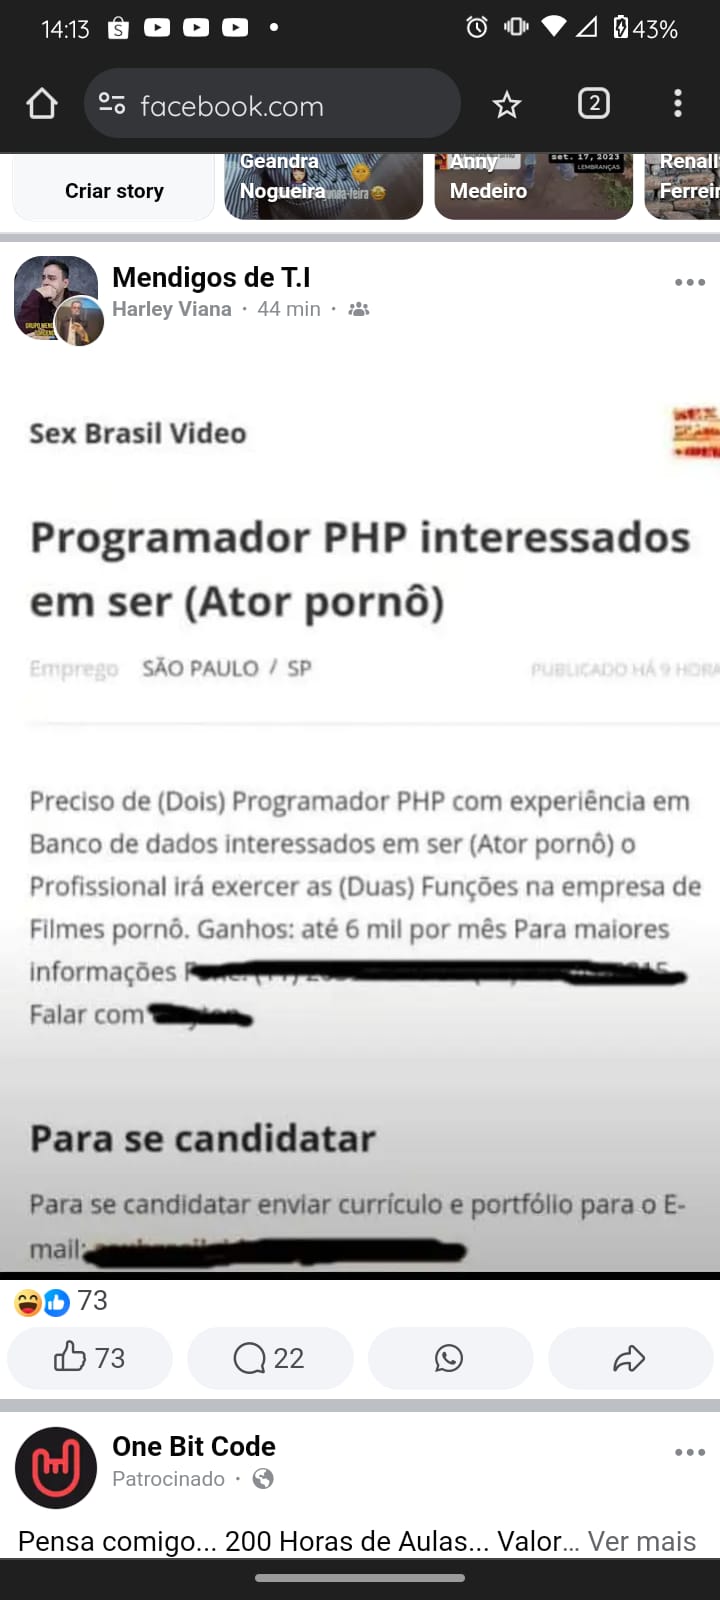 14:13
43%
facebook.com
2
Criar story
Geandra
Nogueira
Anny
Medeiro
set. 17, 2023
LEMBRANÇAS
Renall
Ferreir
Mendigos de T.I
Harley Viana · 44 min ·
Sex Brasil Video
Programador PHP interessados
em ser (Ator pornô)
Emprego SÃO PAULO / SP PUBLICADO HÁ 9 HORA
Preciso de (Dois) Programador PHP com experiência em
Banco de dados interessados em ser (Ator pornô) o
Profissional irá exercer as (Duas) Funções na empresa de
Filmes pornô. Ganhos: até 6 mil por mês Para maiores
informações
Falar com
Para se candidatar
Para se candidatar enviar currículo e portfólio para o E-
mail:
73
73
22
One Bit Code
Patrocinado ·
Pensa comigo... 200 Horas de Aulas... Valor... Ver mais